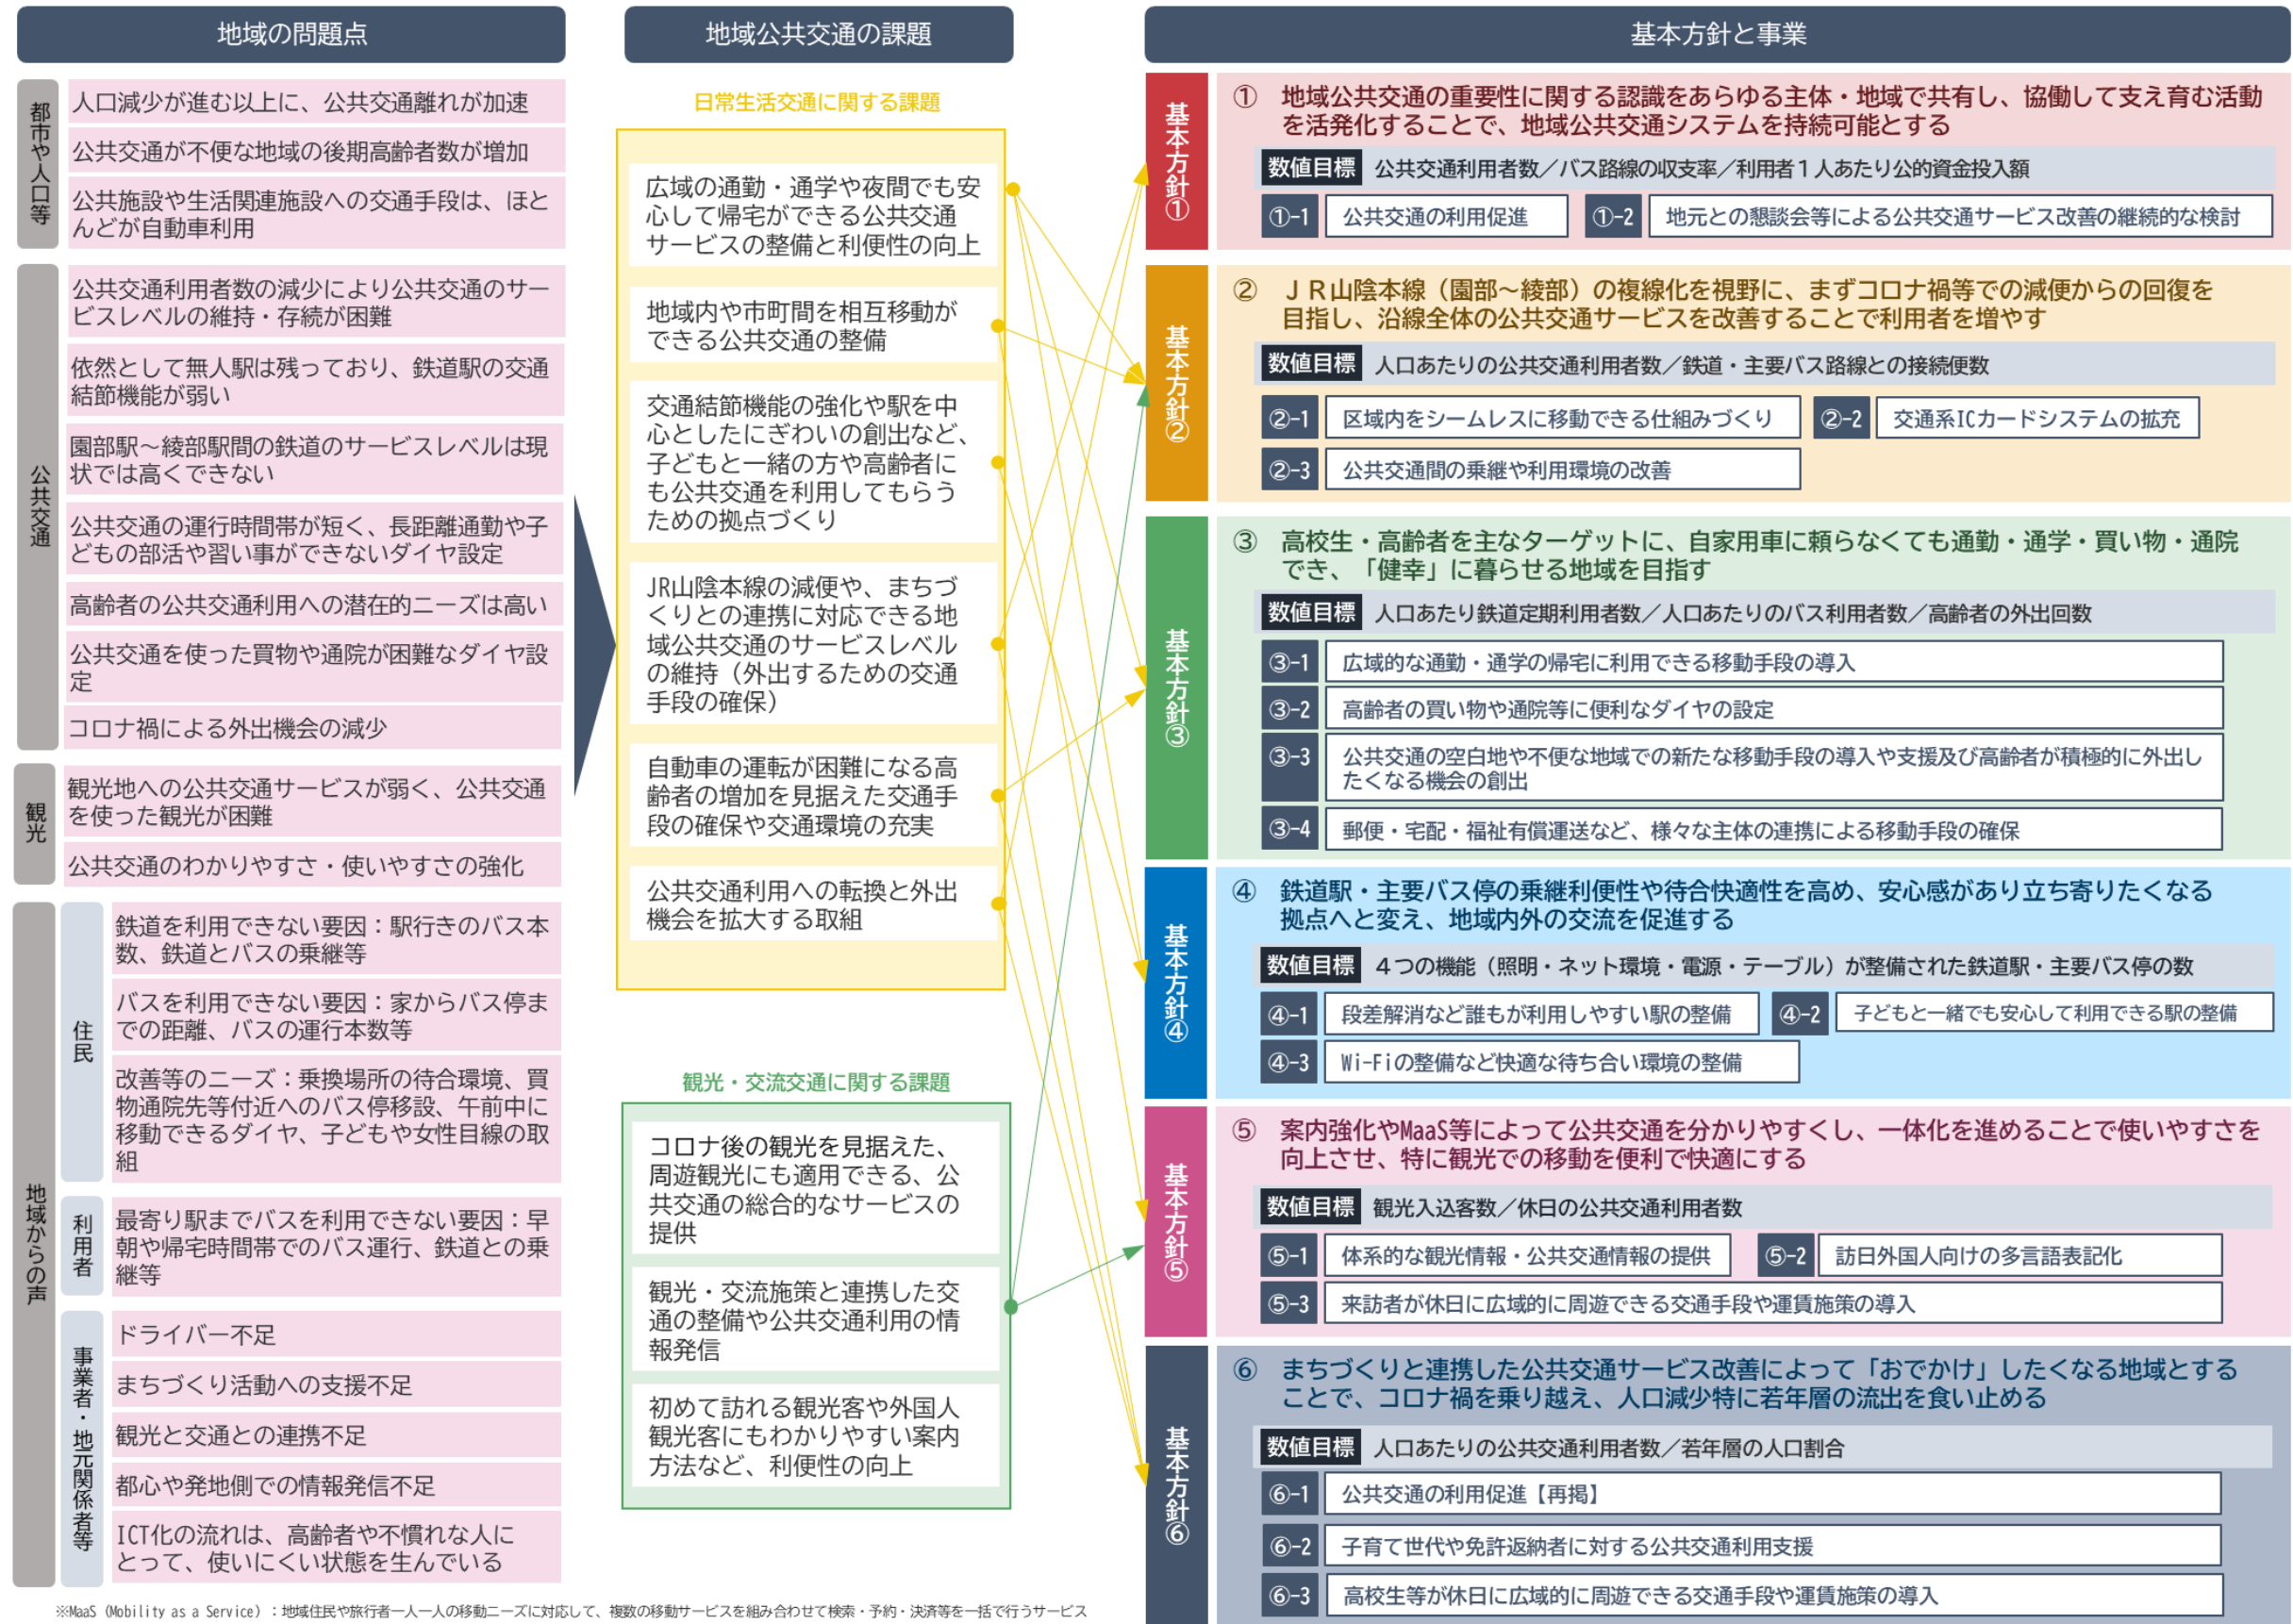 地域の問題点
都市や人口等
人口減少が進む以上に、公共交通離れが加速
公共交通が不便な地域の後期高齢者数が増加
公共施設や生活関連施設への交通手段は、ほと
んどが自動車利用
公共交通
公共交通利用者数の減少により公共交通のサー
ビスレベルの維持・存続が困難
依然として無人駅は残っており、鉄道駅の交通
結節機能が弱い
園部駅～綾部駅間の鉄道のサービスレベルは現
状では高くできない
公共交通の運行時間帯が短く、長距離通勤や子
どもの部活や習い事ができないダイヤ設定
高齢者の公共交通利用への潜在的ニーズは高い
公共交通を使った買物や通院が困難なダイヤ設
定
コロナ禍による外出機会の減少
観光
観光地への公共交通サービスが弱く、公共交通
を使った観光が困難
公共交通のわかりやすさ・使いやすさの強化
地域からの声
住民
鉄道を利用できない要因：駅行きのバス本
数、鉄道とバスの乗継等
バスを利用できない要因：家からバス停ま
での距離、バスの運行本数等
改善等のニーズ：乗換場所の待合環境、買
物通院先等付近へのバス停移設、午前中に
移動できるダイヤ、子どもや女性目線の取
組
利用者
最寄り駅までバスを利用できない要因：早
朝や帰宅時間帯でのバス運行、鉄道との乗
継等
事業者・地元関係者等
ドライバー不足
まちづくり活動への支援不足
観光と交通との連携不足
都心や発地側での情報発信不足
ICT化の流れは、高齢者や不慣れな人に
とって、使いにくい状態を生んでいる
地域公共交通の課題
日常生活交通に関する課題
広域の通勤・通学や夜間でも安
心して帰宅ができる公共交通
サービスの整備と利便性の向上
地域内や市町間を相互移動が
できる公共交通の整備
交通結節機能の強化や駅を中
心としたにぎわいの創出など、
子どもと一緒の方や高齢者に
も公共交通を利用してもらう
ための拠点づくり
JR山陰本線の減便や、まちづ
くりとの連携に対応できる地
域公共交通のサービスレベル
の維持（外出するための交通
手段の確保）
自動車の運転が困難になる高
齢者の増加を見据えた交通手
段の確保や交通環境の充実
公共交通利用への転換と外出
機会を拡大する取組
観光・交流交通に関する課題
コロナ後の観光を見据えた、
周遊観光にも適用できる、公
共交通の総合的なサービスの
提供
観光・交流施策と連携した交
通の整備や公共交通利用の情
報発信
初めて訪れる観光客や外国人
観光客にもわかりやすい案内
方法など、利便性の向上
基本方針と事業
基本方針①
① 地域公共交通の重要性に関する認識をあらゆる主体・地域で共有し、協働して支え育む活動
を活発化することで、地域公共交通システムを持続可能とする
数値目標 公共交通利用者数／バス路線の収支率／利用者１人あたり公的資金投入額
①-1 公共交通の利用促進 ①-2 地元との懇談会等による公共交通サービス改善の継続的な検討
基本方針②
② ＪＲ山陰本線（園部～綾部）の複線化を視野に、まずコロナ禍等での減便からの回復を
目指し、沿線全体の公共交通サービスを改善することで利用者を増やす
数値目標 人口あたりの公共交通利用者数／鉄道・主要バス路線との接続便数
②-1 区域内をシームレスに移動できる仕組みづくり ②-2 交通系ICカードシステムの拡充
②-3 公共交通間の乗継や利用環境の改善
基本方針③
③ 高校生・高齢者を主なターゲットに、自家用車に頼らなくても通勤・通学・買い物・通院
でき、「健幸」に暮らせる地域を目指す
数値目標 人口あたり鉄道定期利用者数／人口あたりのバス利用者数／高齢者の外出回数
③-1 広域的な通勤・通学の帰宅に利用できる移動手段の導入
③-2 高齢者の買い物や通院等に便利なダイヤの設定
③-3 公共交通の空白地や不便な地域での新たな移動手段の導入や支援及び高齢者が積極的に外出し
たくなる機会の創出
③-4 郵便・宅配・福祉有償運送など、様々な主体の連携による移動手段の確保
基本方針④
④ 鉄道駅・主要バス停の乗継利便性や待合快適性を高め、安心感があり立ち寄りたくなる
拠点へと変え、地域内外の交流を促進する
数値目標 ４つの機能（照明・ネット環境・電源・テーブル）が整備された鉄道駅・主要バス停の数
④-1 段差解消など誰もが利用しやすい駅の整備 ④-2 子どもと一緒でも安心して利用できる駅の整備
④-3 Wi-Fiの整備など快適な待ち合い環境の整備
基本方針⑤
⑤ 案内強化やMaaS等によって公共交通を分かりやすくし、一体化を進めることで使いやすさを
向上させ、特に観光での移動を便利で快適にする
数値目標 観光入込客数／休日の公共交通利用者数
⑤-1 体系的な観光情報・公共交通情報の提供 ⑤-2 訪日外国人向けの多言語表記化
⑤-3 来訪者が休日に広域的に周遊できる交通手段や運賃施策の導入
基本方針⑥
⑥ まちづくりと連携した公共交通サービス改善によって「おでかけ」したくなる地域とする
ことで、コロナ禍を乗り越え、人口減少特に若年層の流出を食い止める
数値目標 人口あたりの公共交通利用者数／若年層の人口割合
⑥-1 公共交通の利用促進【再掲】
⑥-2 子育て世代や免許返納者に対する公共交通利用支援
⑥-3 高校生等が休日に広域的に周遊できる交通手段や運賃施策の導入
※MaaS（Mobility as a Service）：地域住民や旅行者一人一人の移動ニーズに対応して、複数の移動サービスを組み合わせて検索・予約・決済等を一括で行うサービス